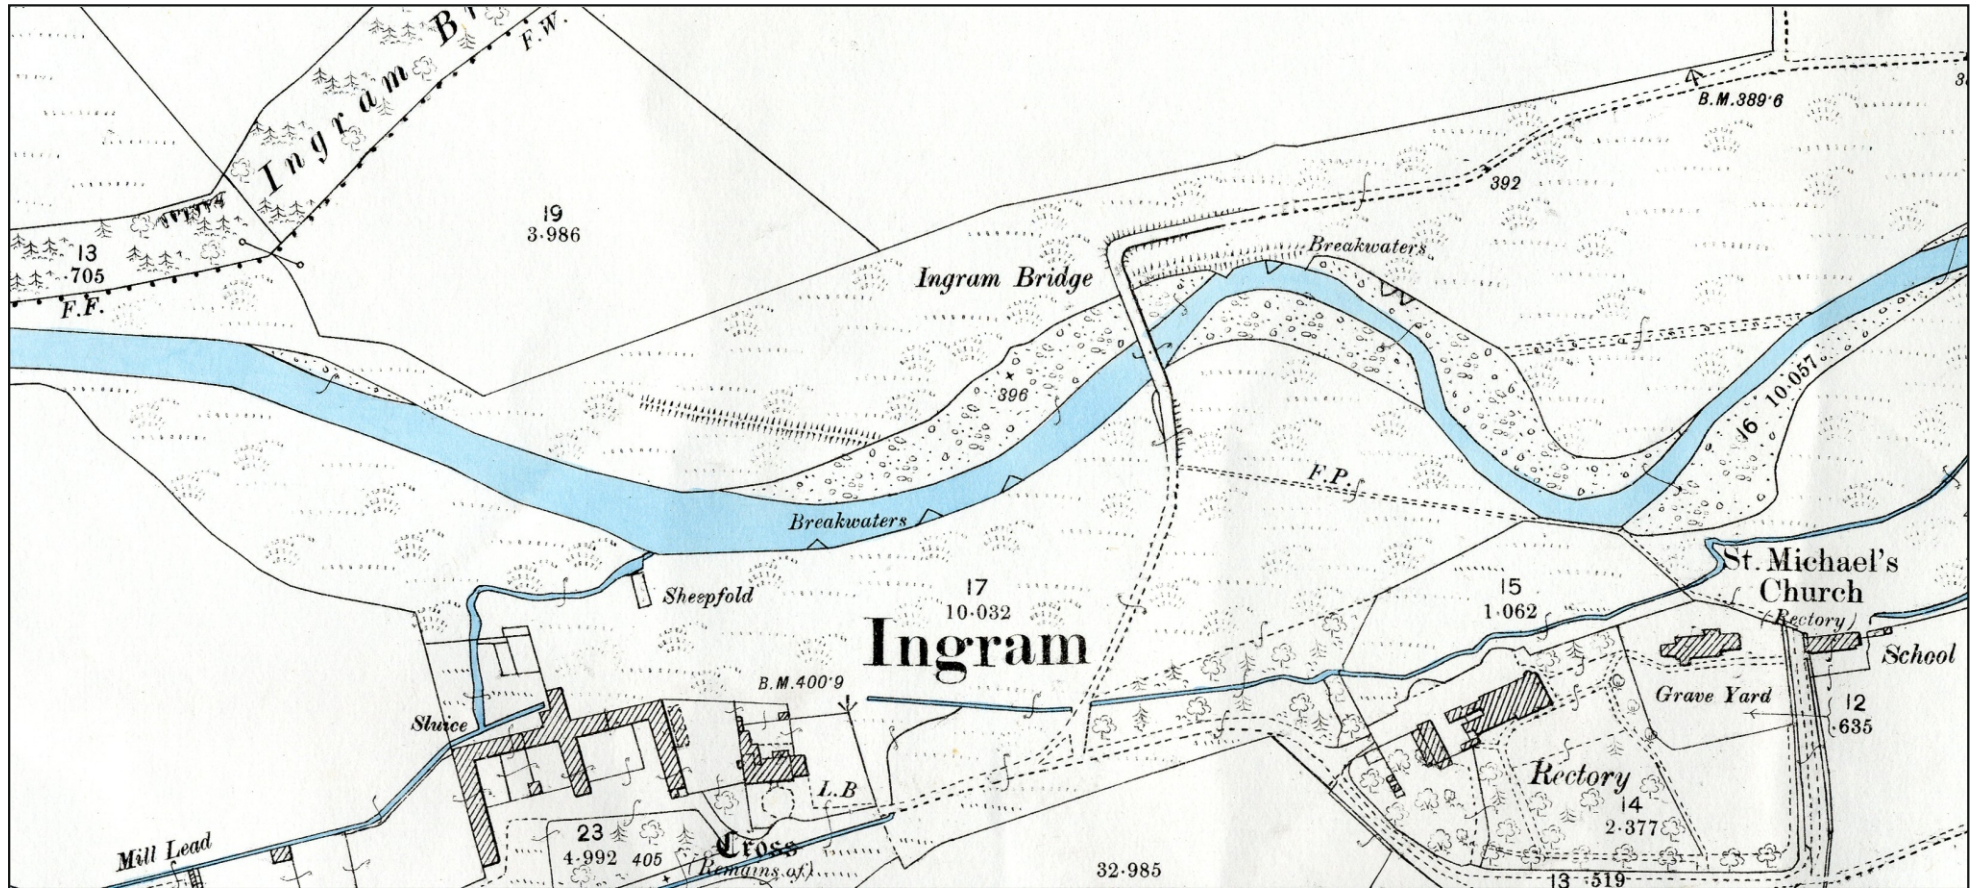 Ingram B
F.W.
B.M.389·6
392
19
3·986
13
·705
F.F.
Ingram Bridge
Breakwaters
396
16 10·057
F.P.
Breakwaters
Sheepfold
17
10·032
15
1·062
St. Michael's
Church
(Rectory)
Ingram
School
B.M.400·9
Grave Yard
12
·635
Sluice
L.B
Rectory
14
2·377
23
4·992
405
Cross
(Remains of)
Mill Lead
32·985
13 ·519